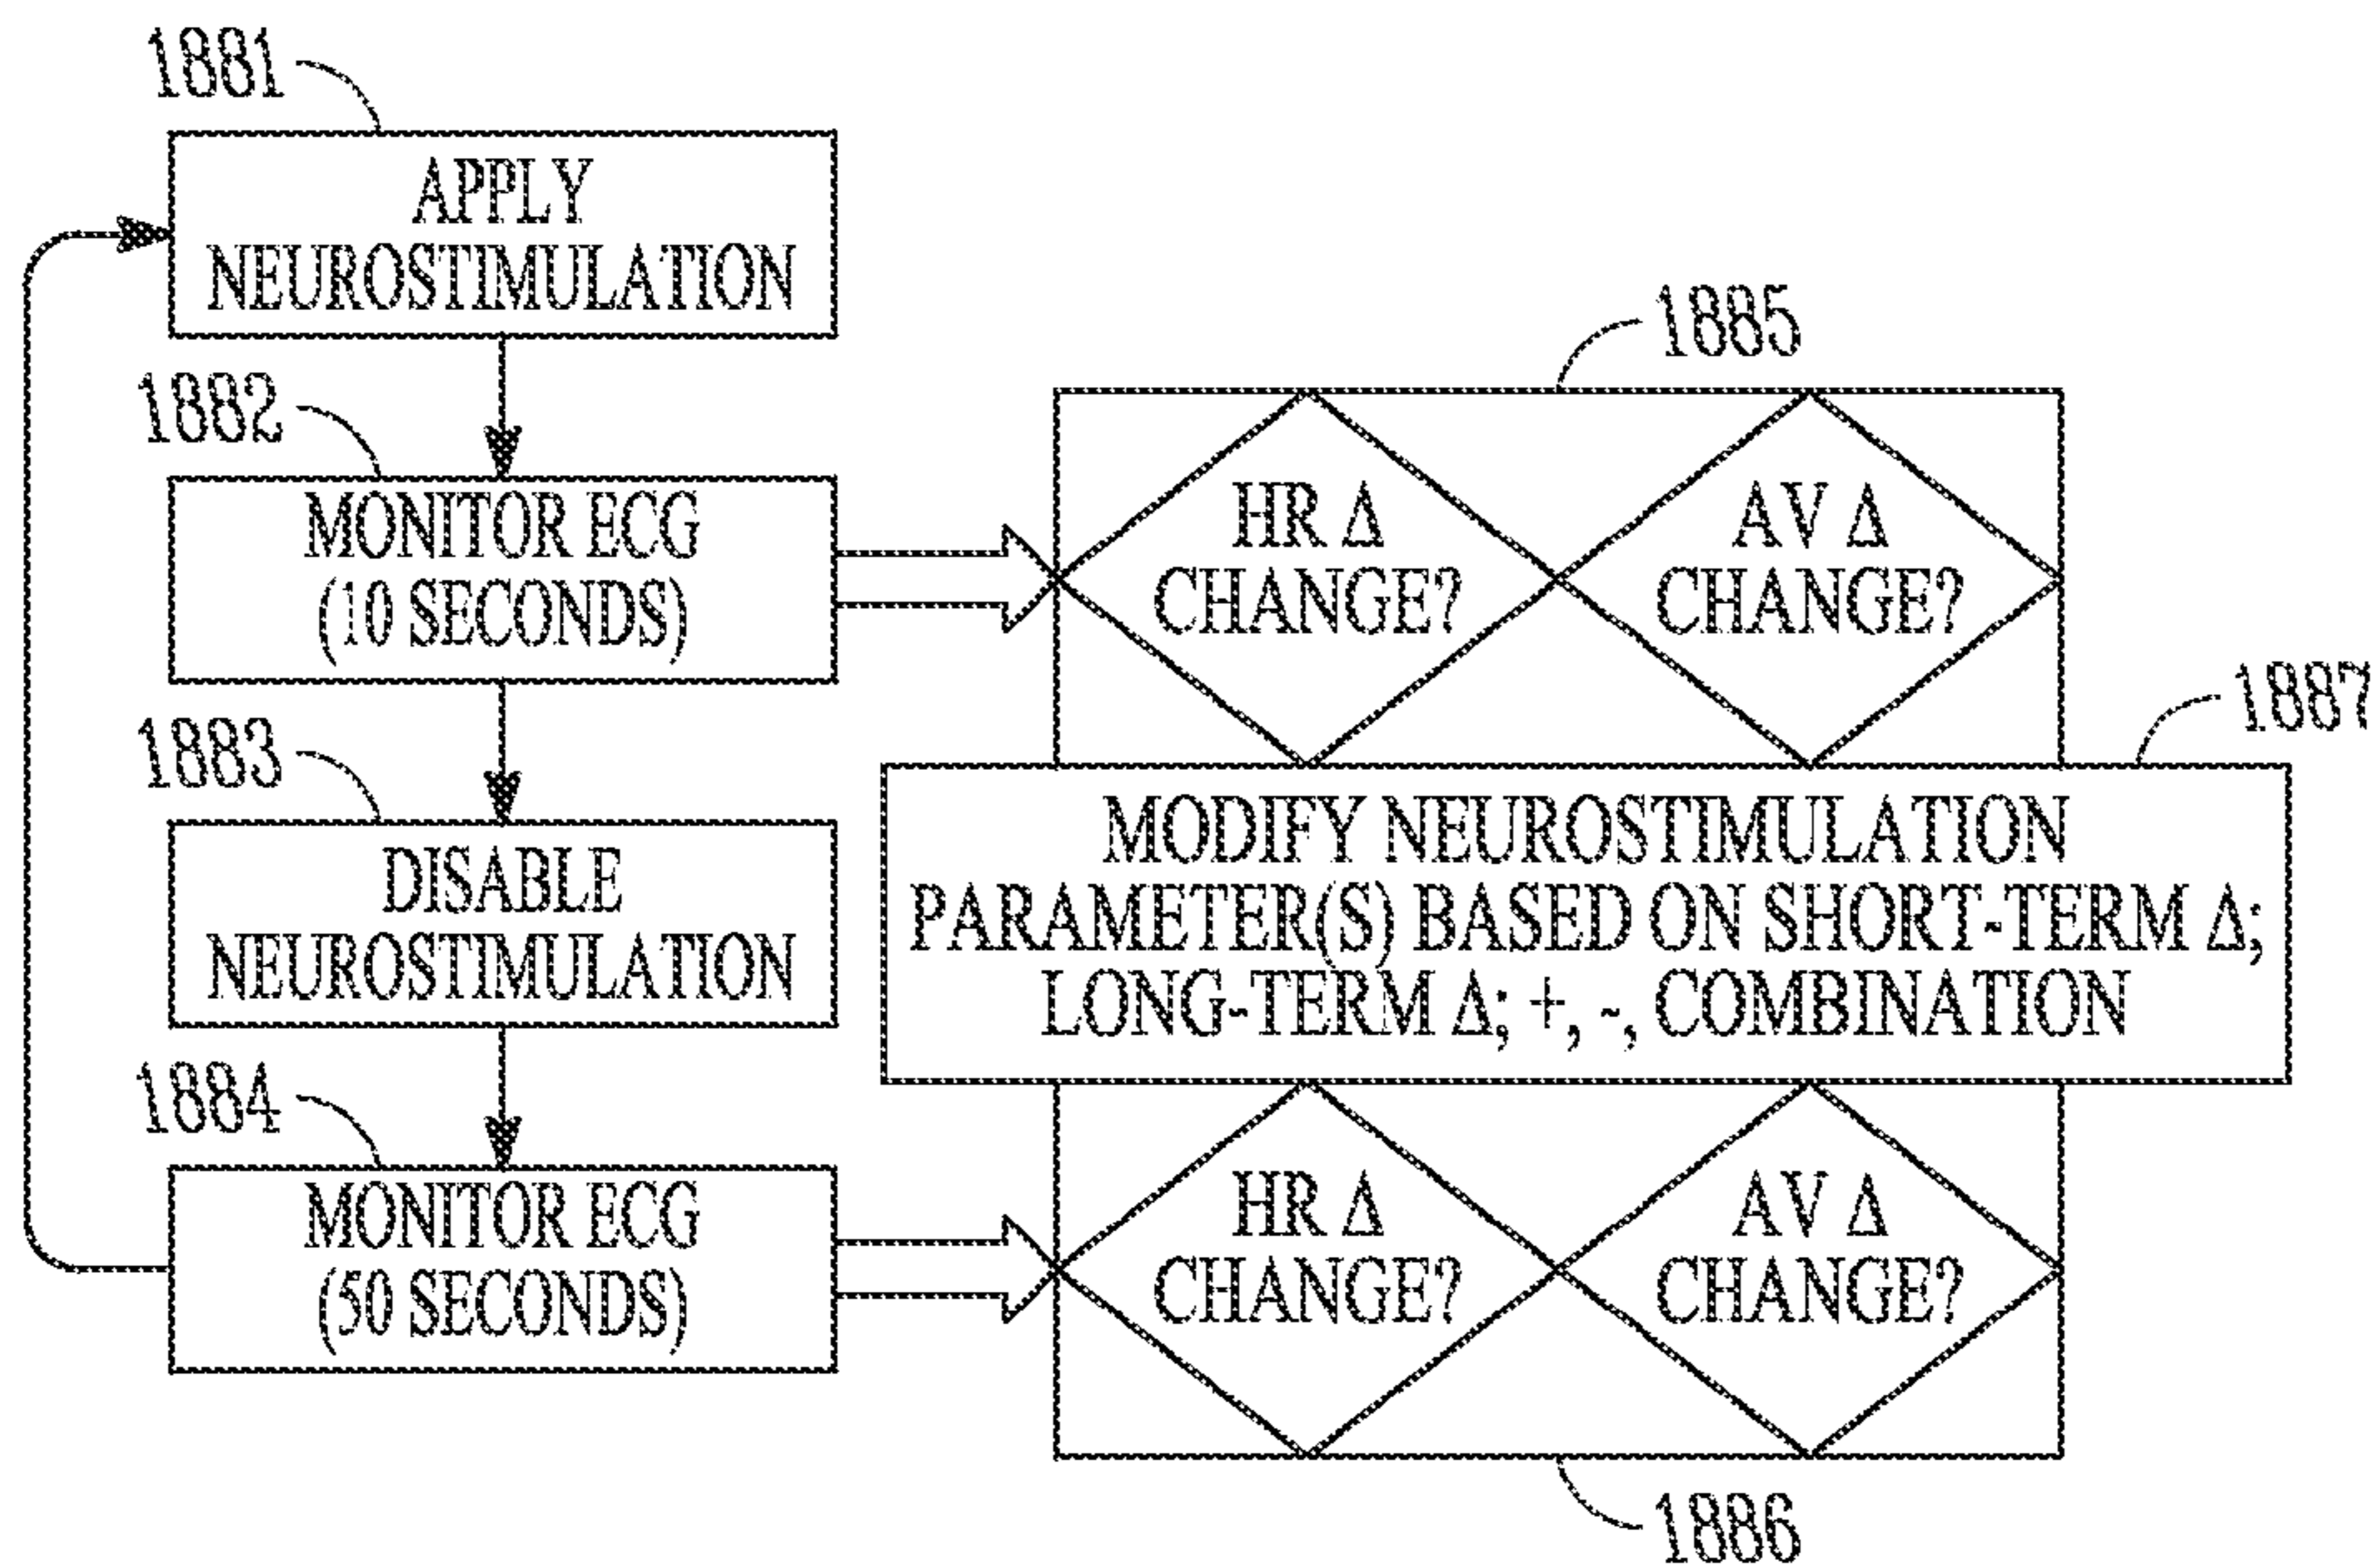 1881
APPLY
NEUROSTIMULATION
1882
MONITOR ECG
(10 SECONDS)
1883
DISABLE
NEUROSTIMULATION
1884
MONITOR ECG
(50 SECONDS)
1885
HR Δ
CHANGE?
AV Δ
CHANGE?
1887
MODIFY NEUROSTIMULATION
PARAMETER(S) BASED ON SHORT-TERM Δ;
LONG-TERM Δ; +, -, COMBINATION
HR Δ
CHANGE?
AV Δ
CHANGE?
1886